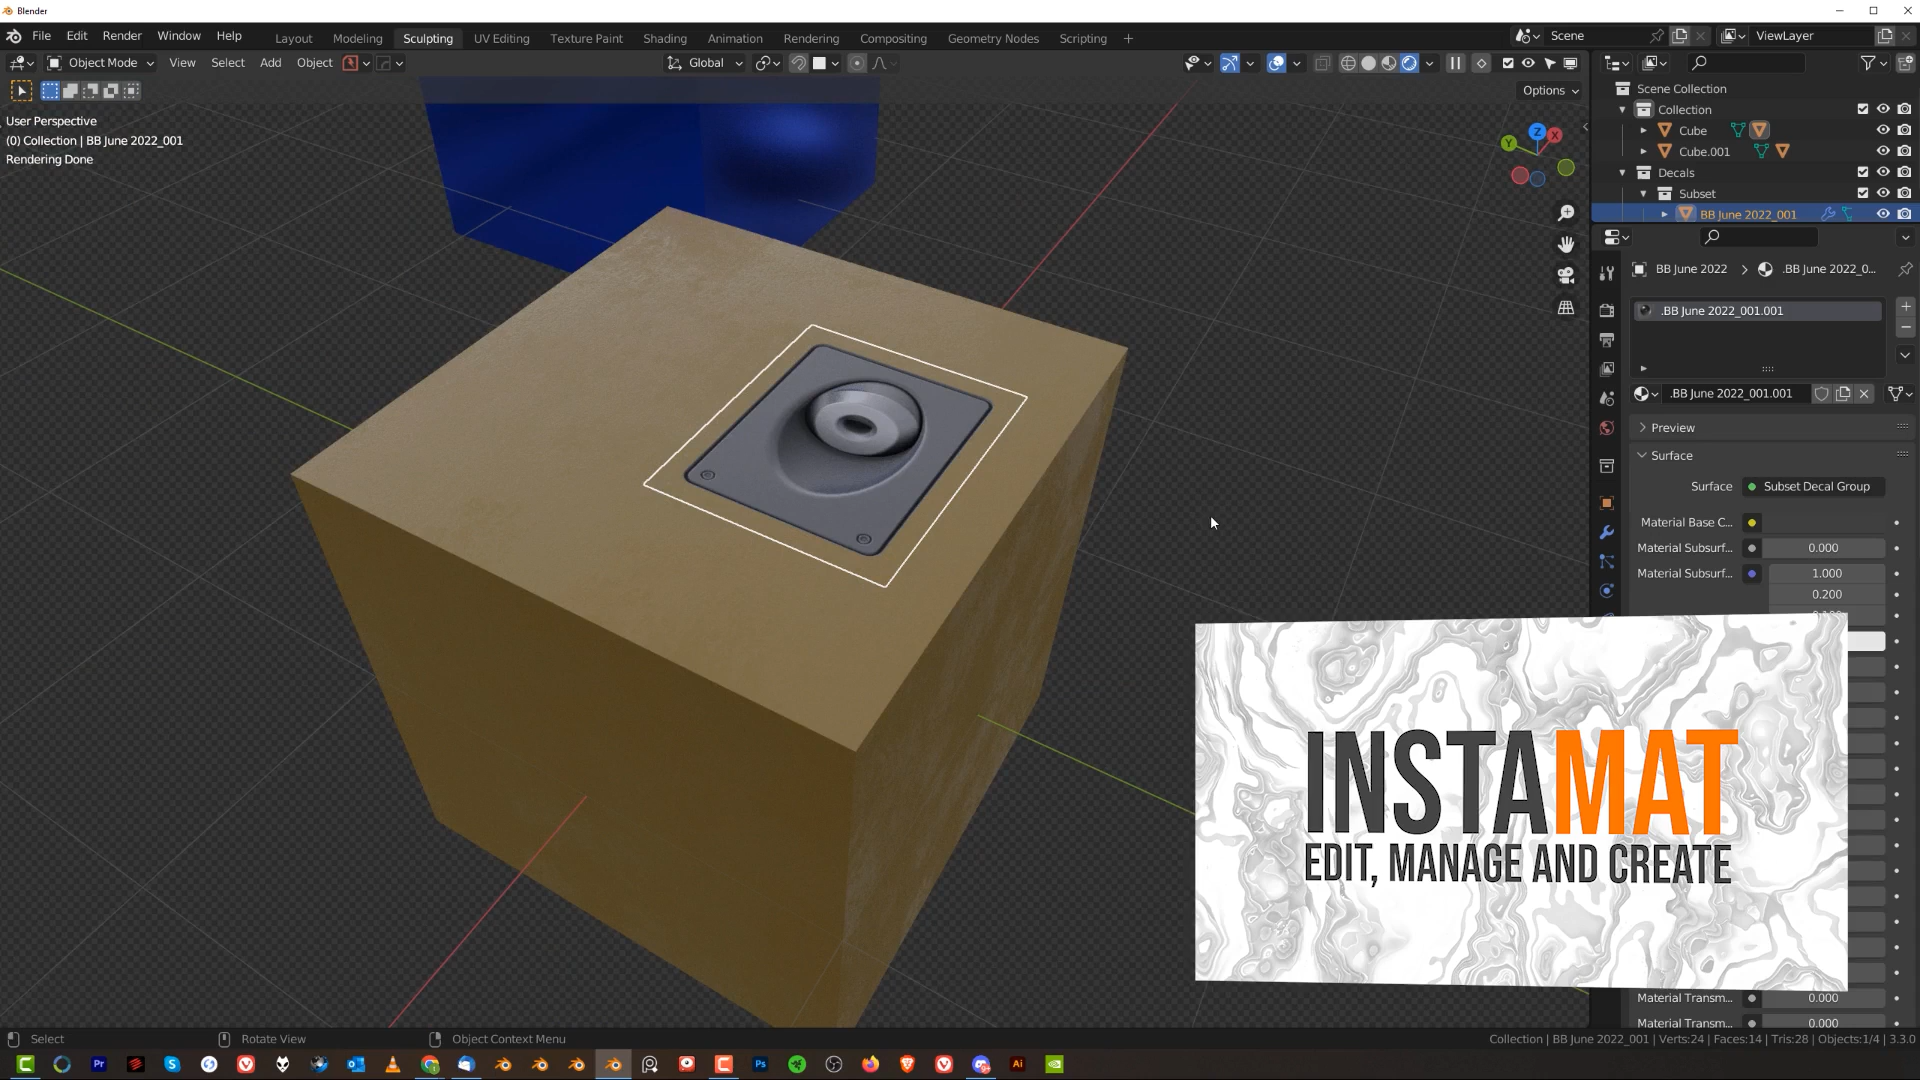 Blender
File Edit Render Window Help
Layout Modeling Sculpting UV Editing Texture Paint Shading Animation Rendering Compositing Geometry Nodes Scripting +
Scene
ViewLayer
Object Mode View Select Add Object
Global
Options
User Perspective
(0) Collection | BB June 2022_001
Rendering Done
Z
X
Y
Scene Collection
Collection
Cube
Cube.001
Decals
Subset
BB June 2022_001
BB June 2022 > .BB June 2022_0...
.BB June 2022_001.001
.BB June 2022_001.001
Preview
Surface
Surface Subset Decal Group
Material Base C...
Material Subsurf... 0.000
Material Subsurf... 1.000
0.200
INSTAMAT
EDIT, MANAGE AND CREATE
Material Transm... 0.000
Material Transm... 0.000
Select Rotate View Object Context Menu
Collection | BB June 2022_001 | Verts:24 | Faces:14 | Tris:28 | Objects:1/4 | 3.3.0
Pr
Ps
Ai